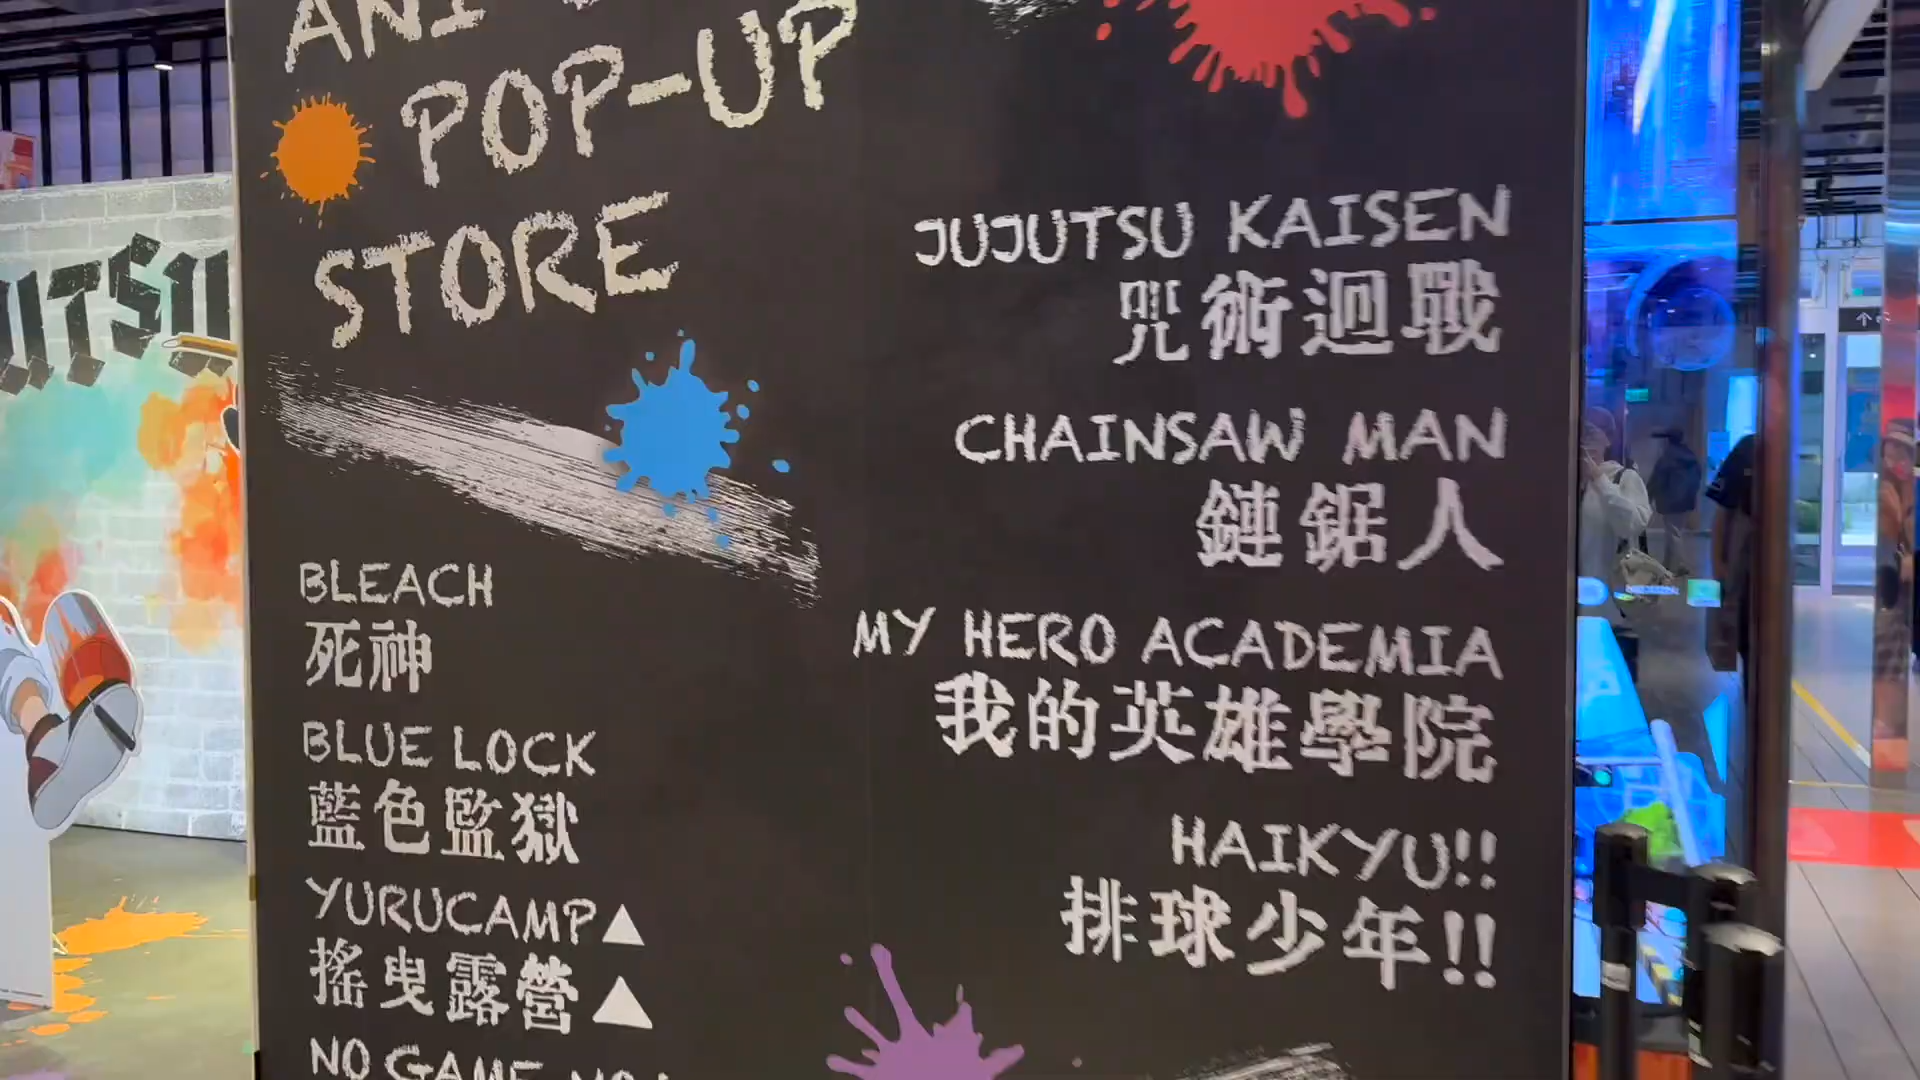 POP-UP
STORE
BLEACH
死神
BLUE LOCK
藍色監獄
YURUCAMP▲
搖曳露營▲
NO GAME
JUJUTSU KAISEN
咒術迴戰
CHAINSAW MAN
鏈鋸人
MY HERO ACADEMIA
我的英雄學院
HAIKYU!!
排球少年!!